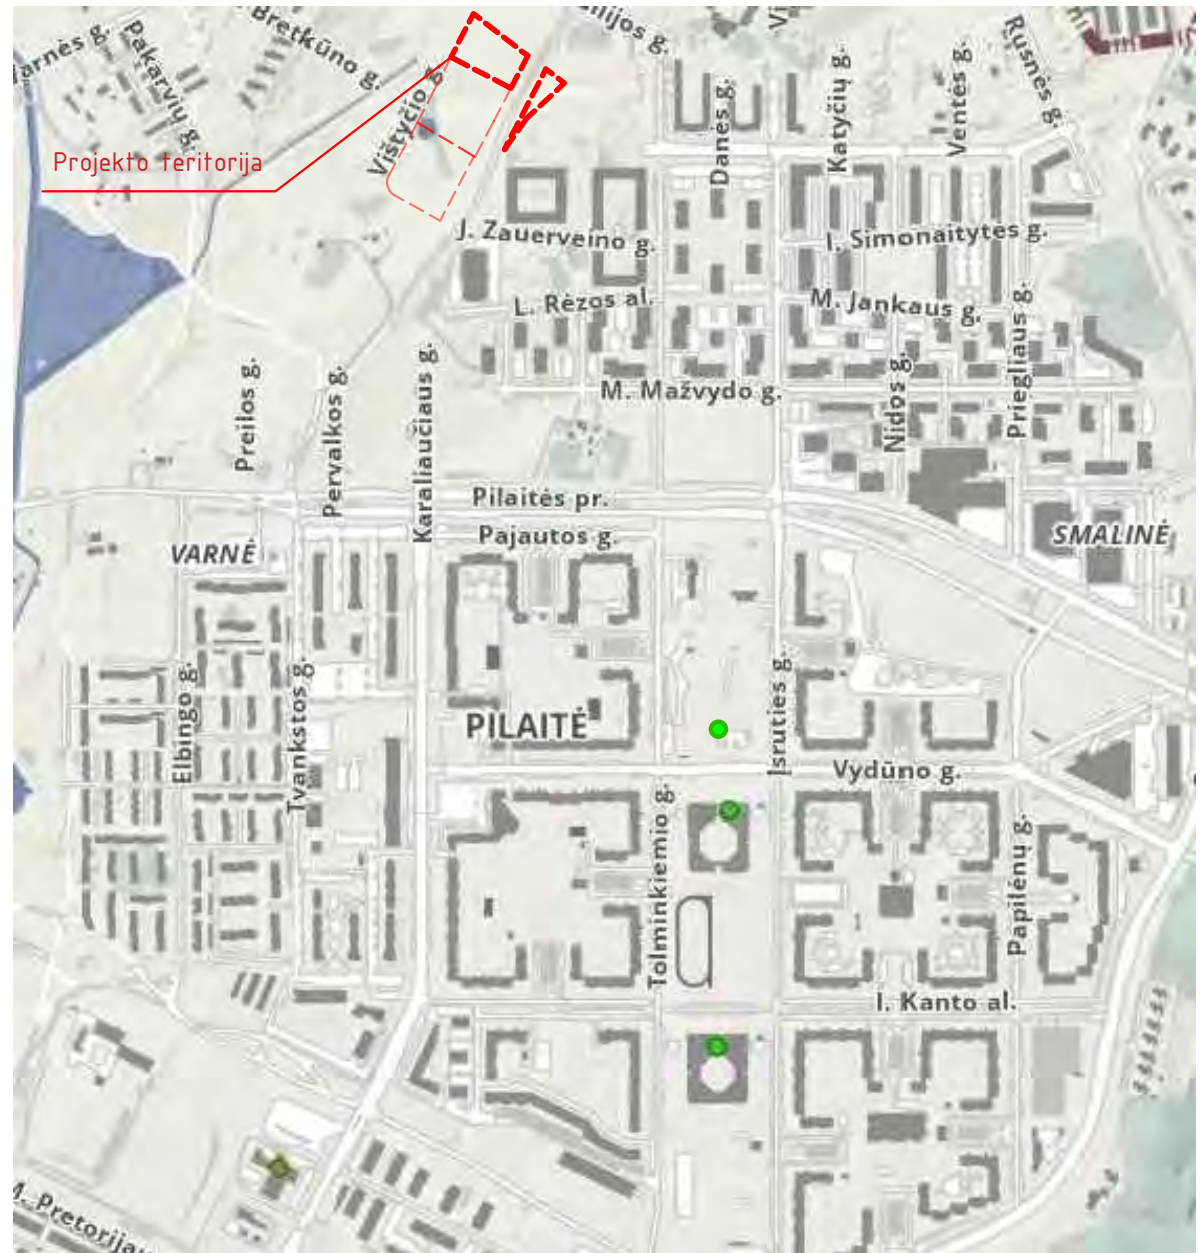 Bretkūno g.
Pakarvių g.
Vištyčio g.
Projekto teritorija
Danės g.
Katyčių g.
Ventės g.
Rusnės g.
J. Zauerveino g.
I. Simonaitytės g.
L. Rėzos al.
M. Jankaus g.
Priegliaus g.
Preilos g.
Pervalkos g.
Karaliaučiaus g.
M. Mažvydo g.
Nidos g.
Pilaitės pr.
Pajautos g.
VARNĖ
SMALINĖ
Elbingo g.
Tvankstos g.
PILAITĖ
Įsruties g.
Vydūno g.
Tolminkiemio g.
Papilėnų g.
I. Kanto al.